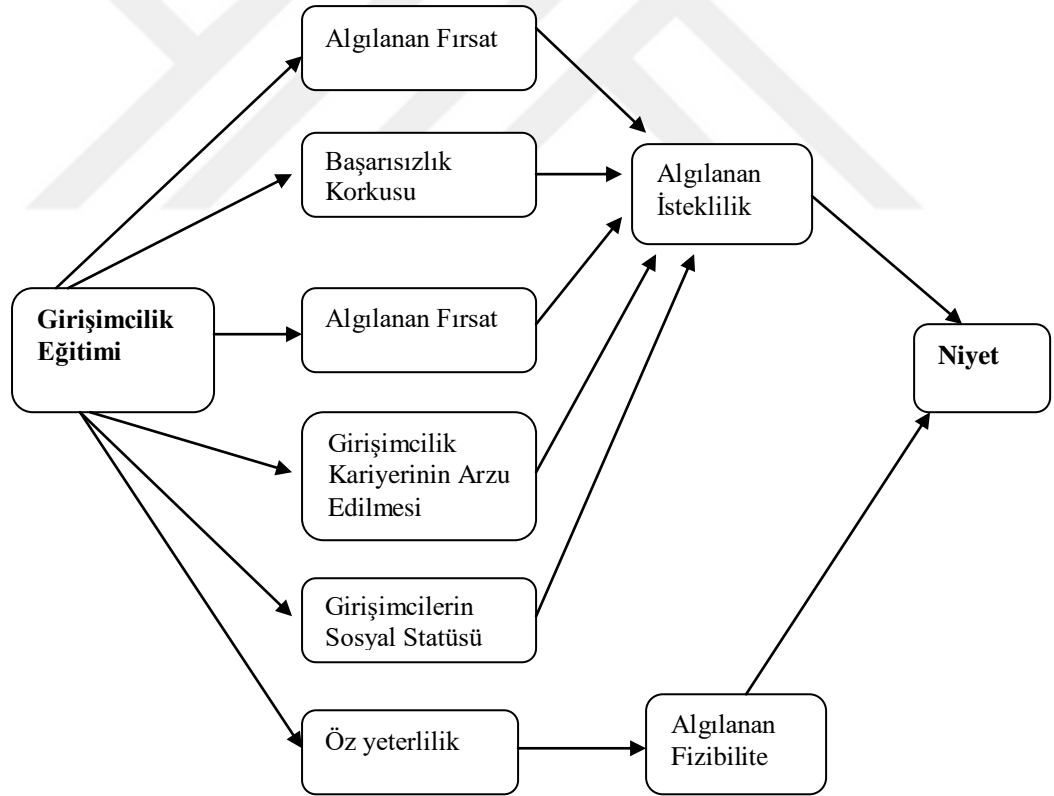 Algılanan Fırsat
Başarısızlık
Korkusu
Algılanan
İsteklilik
Girişimcilik
Eğitimi
Algılanan Fırsat
Niyet
Girişimcilik
Kariyerinin Arzu
Edilmesi
Girişimcilerin
Sosyal Statüsü
Öz yeterlilik
Algılanan
Fizibilite